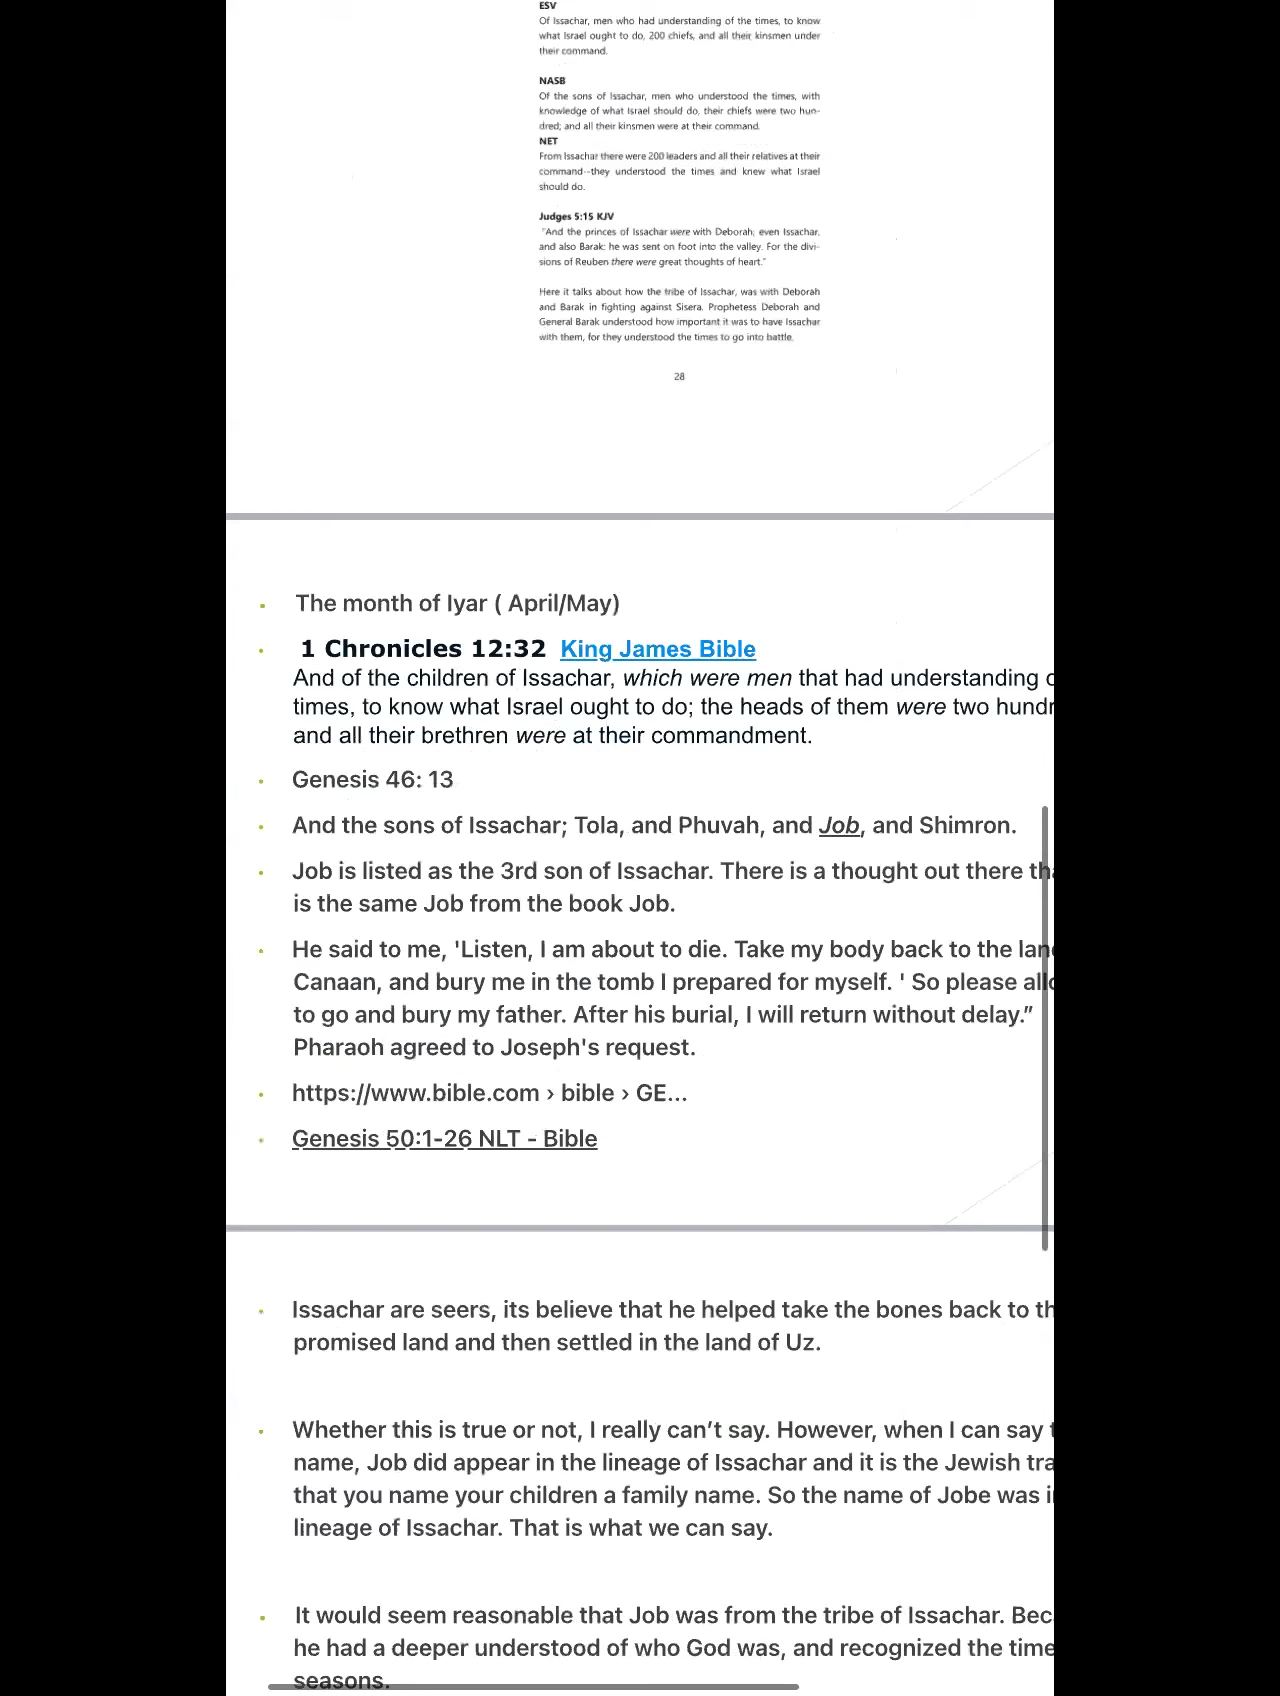 ESV
Of Issachar, men who had understanding of the times, to know
what Israel ought to do, 200 chiefs, and all their kinsmen under
their command.
NASB
Of the sons of Issachar, men who understood the times, with
knowledge of what Israel should do, their chiefs were two hun-
dred; and all their kinsmen were at their command.
NET
From Issachar there were 200 leaders and all their relatives at their
command--they understood the times and knew what Israel
should do.
Judges 5:15 KJV
"And the princes of Issachar were with Deborah; even Issachar,
and also Barak: he was sent on foot into the valley. For the divi-
sions of Reuben there were great thoughts of heart."
Here it talks about how the tribe of Issachar, was with Deborah
and Barak in fighting against Sisera. Prophetess Deborah and
General Barak understood how important it was to have Issachar
with them, for they understood the times to go into battle.
28
• The month of Iyar ( April/May)
• 1 Chronicles 12:32 King James Bible
And of the children of Issachar, which were men that had understanding
times, to know what Israel ought to do; the heads of them were two hundr
and all their brethren were at their commandment.
• Genesis 46: 13
• And the sons of Issachar; Tola, and Phuvah, and Job, and Shimron.
• Job is listed as the 3rd son of Issachar. There is a thought out there tha
is the same Job from the book Job.
• He said to me, 'Listen, I am about to die. Take my body back to the lan
Canaan, and bury me in the tomb I prepared for myself. ' So please all
to go and bury my father. After his burial, I will return without delay.”
Pharaoh agreed to Joseph's request.
• https://www.bible.com › bible › GE...
• Genesis 50:1-26 NLT - Bible
• Issachar are seers, its believe that he helped take the bones back to th
promised land and then settled in the land of Uz.
• Whether this is true or not, I really can’t say. However, when I can say t
name, Job did appear in the lineage of Issachar and it is the Jewish tra
that you name your children a family name. So the name of Jobe was i
lineage of Issachar. That is what we can say.
• It would seem reasonable that Job was from the tribe of Issachar. Bec
he had a deeper understood of who God was, and recognized the time
seasons.